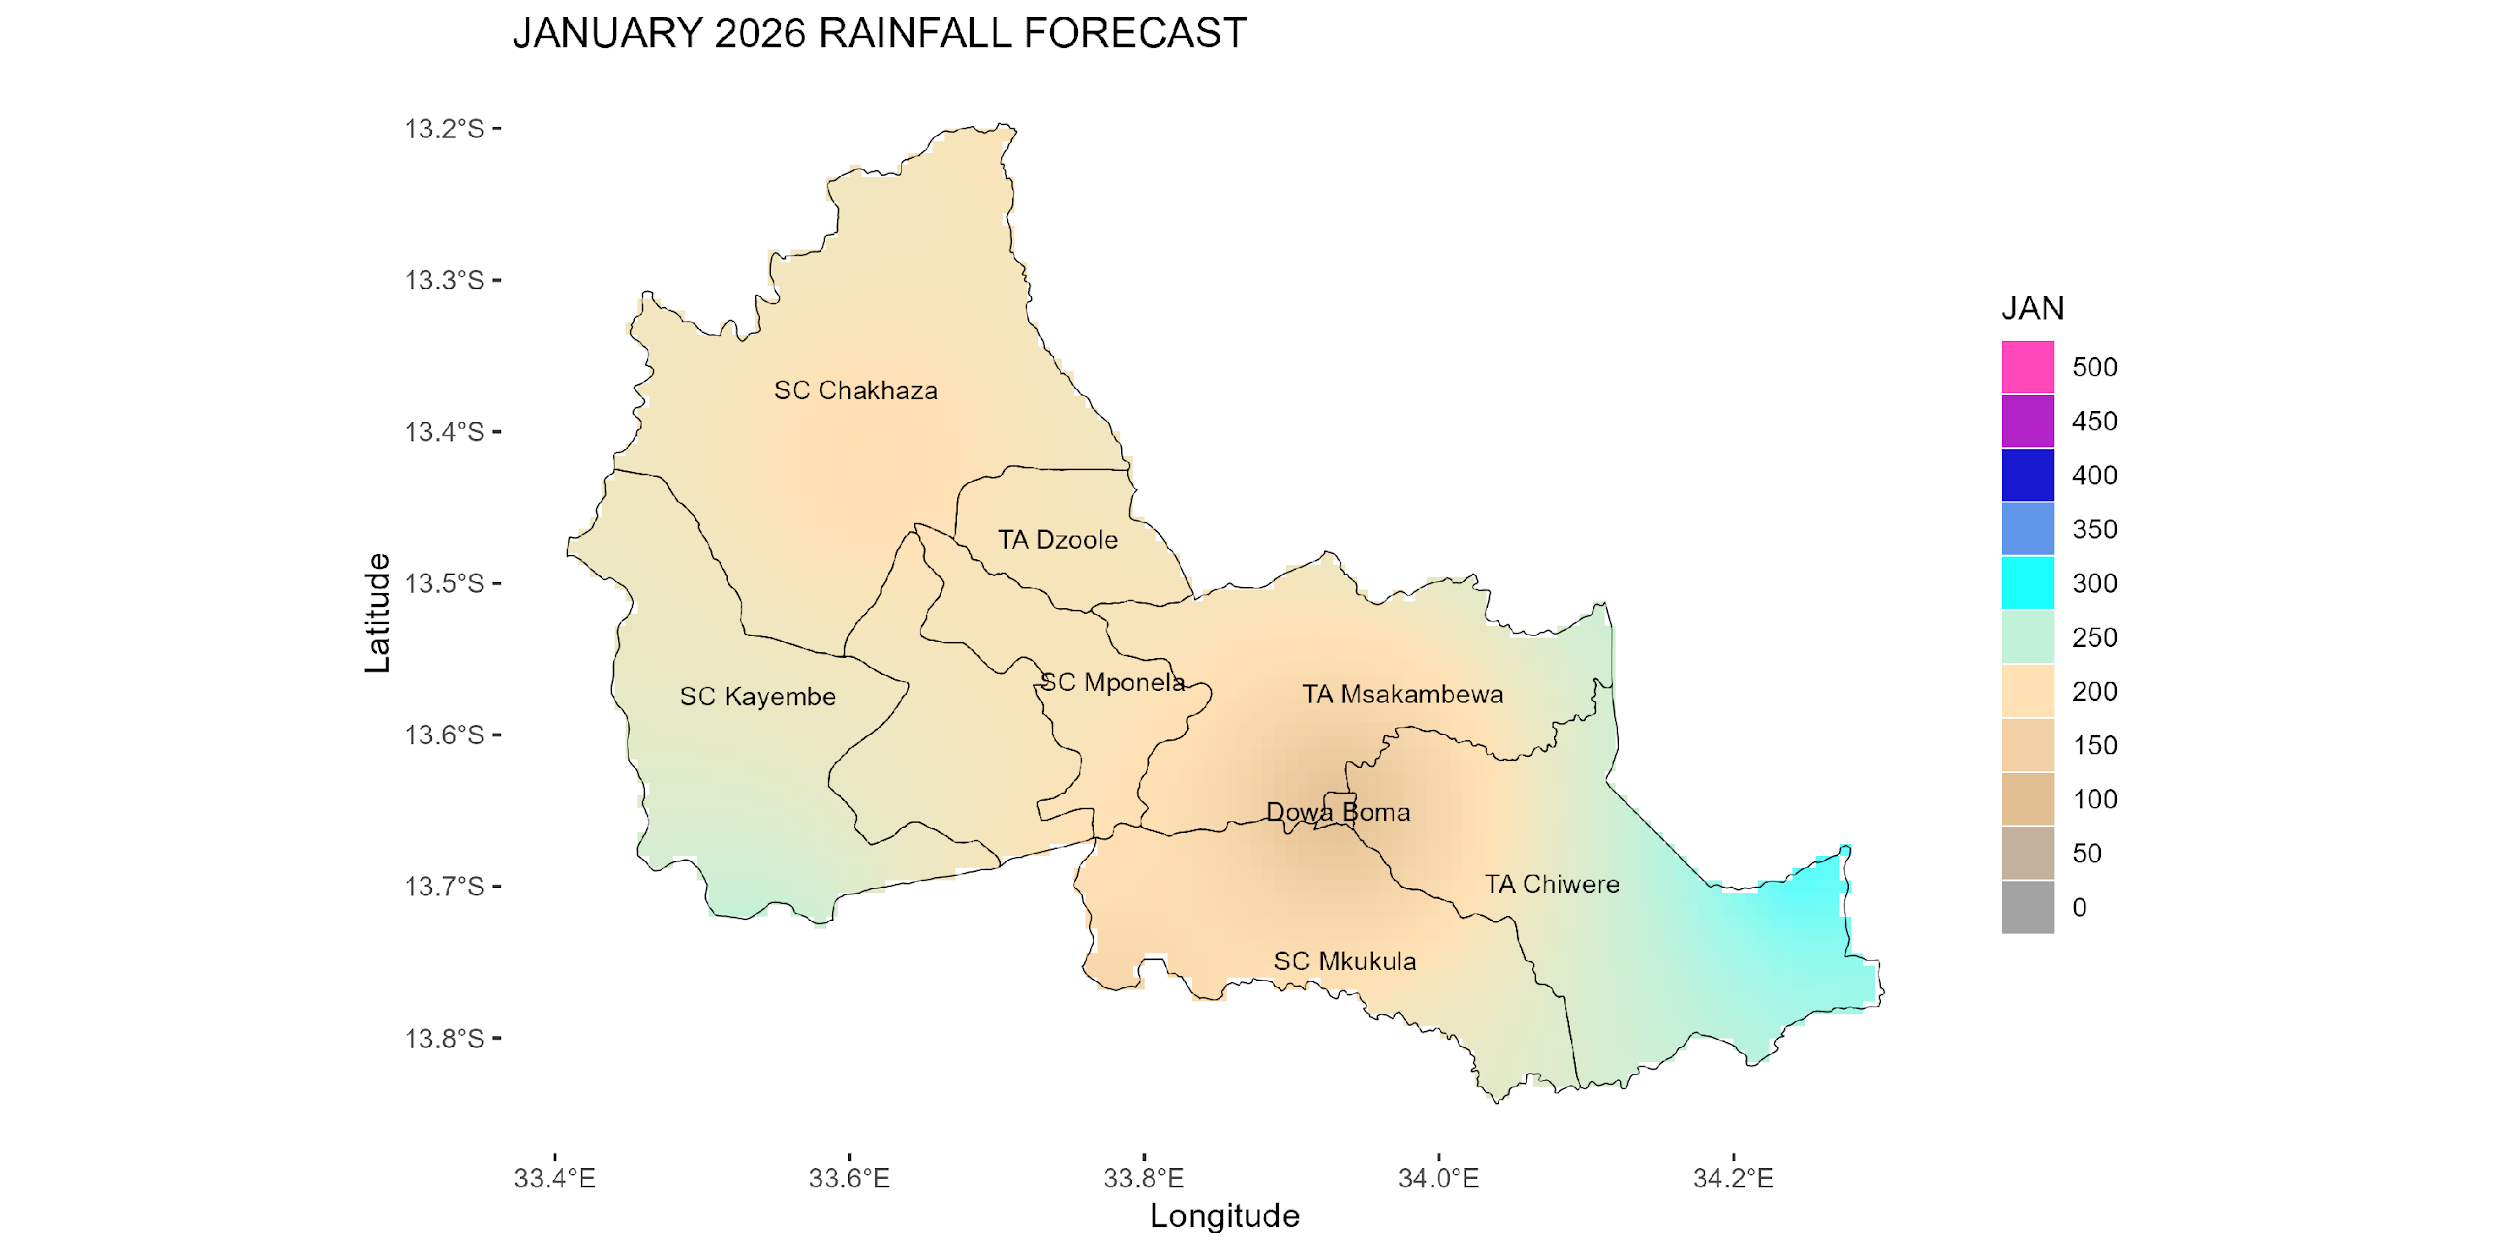 JANUARY 2026 RAINFALL FORECAST
13.2°S
13.3°S
13.4°S
13.5°S
13.6°S
13.7°S
13.8°S
Latitude
SC Chakhaza
TA Dzoole
SC Mponela
SC Kayembe
TA Msakambewa
Dowa Boma
TA Chiwere
SC Mkukula
33.4°E
33.6°E
33.8°E
34.0°E
34.2°E
Longitude
JAN
500
450
400
350
300
250
200
150
100
50
0